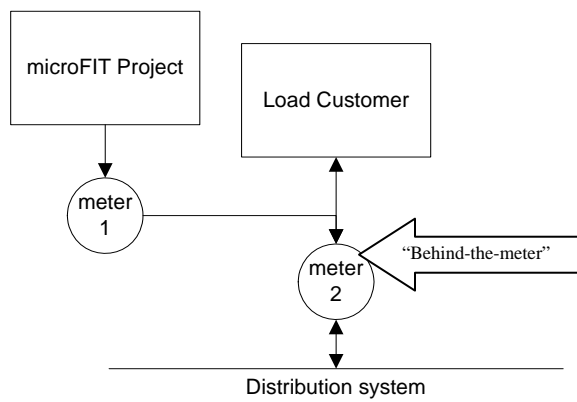 microFIT Project
Load Customer
meter
1
“Behind-the-meter”
meter
2
Distribution system